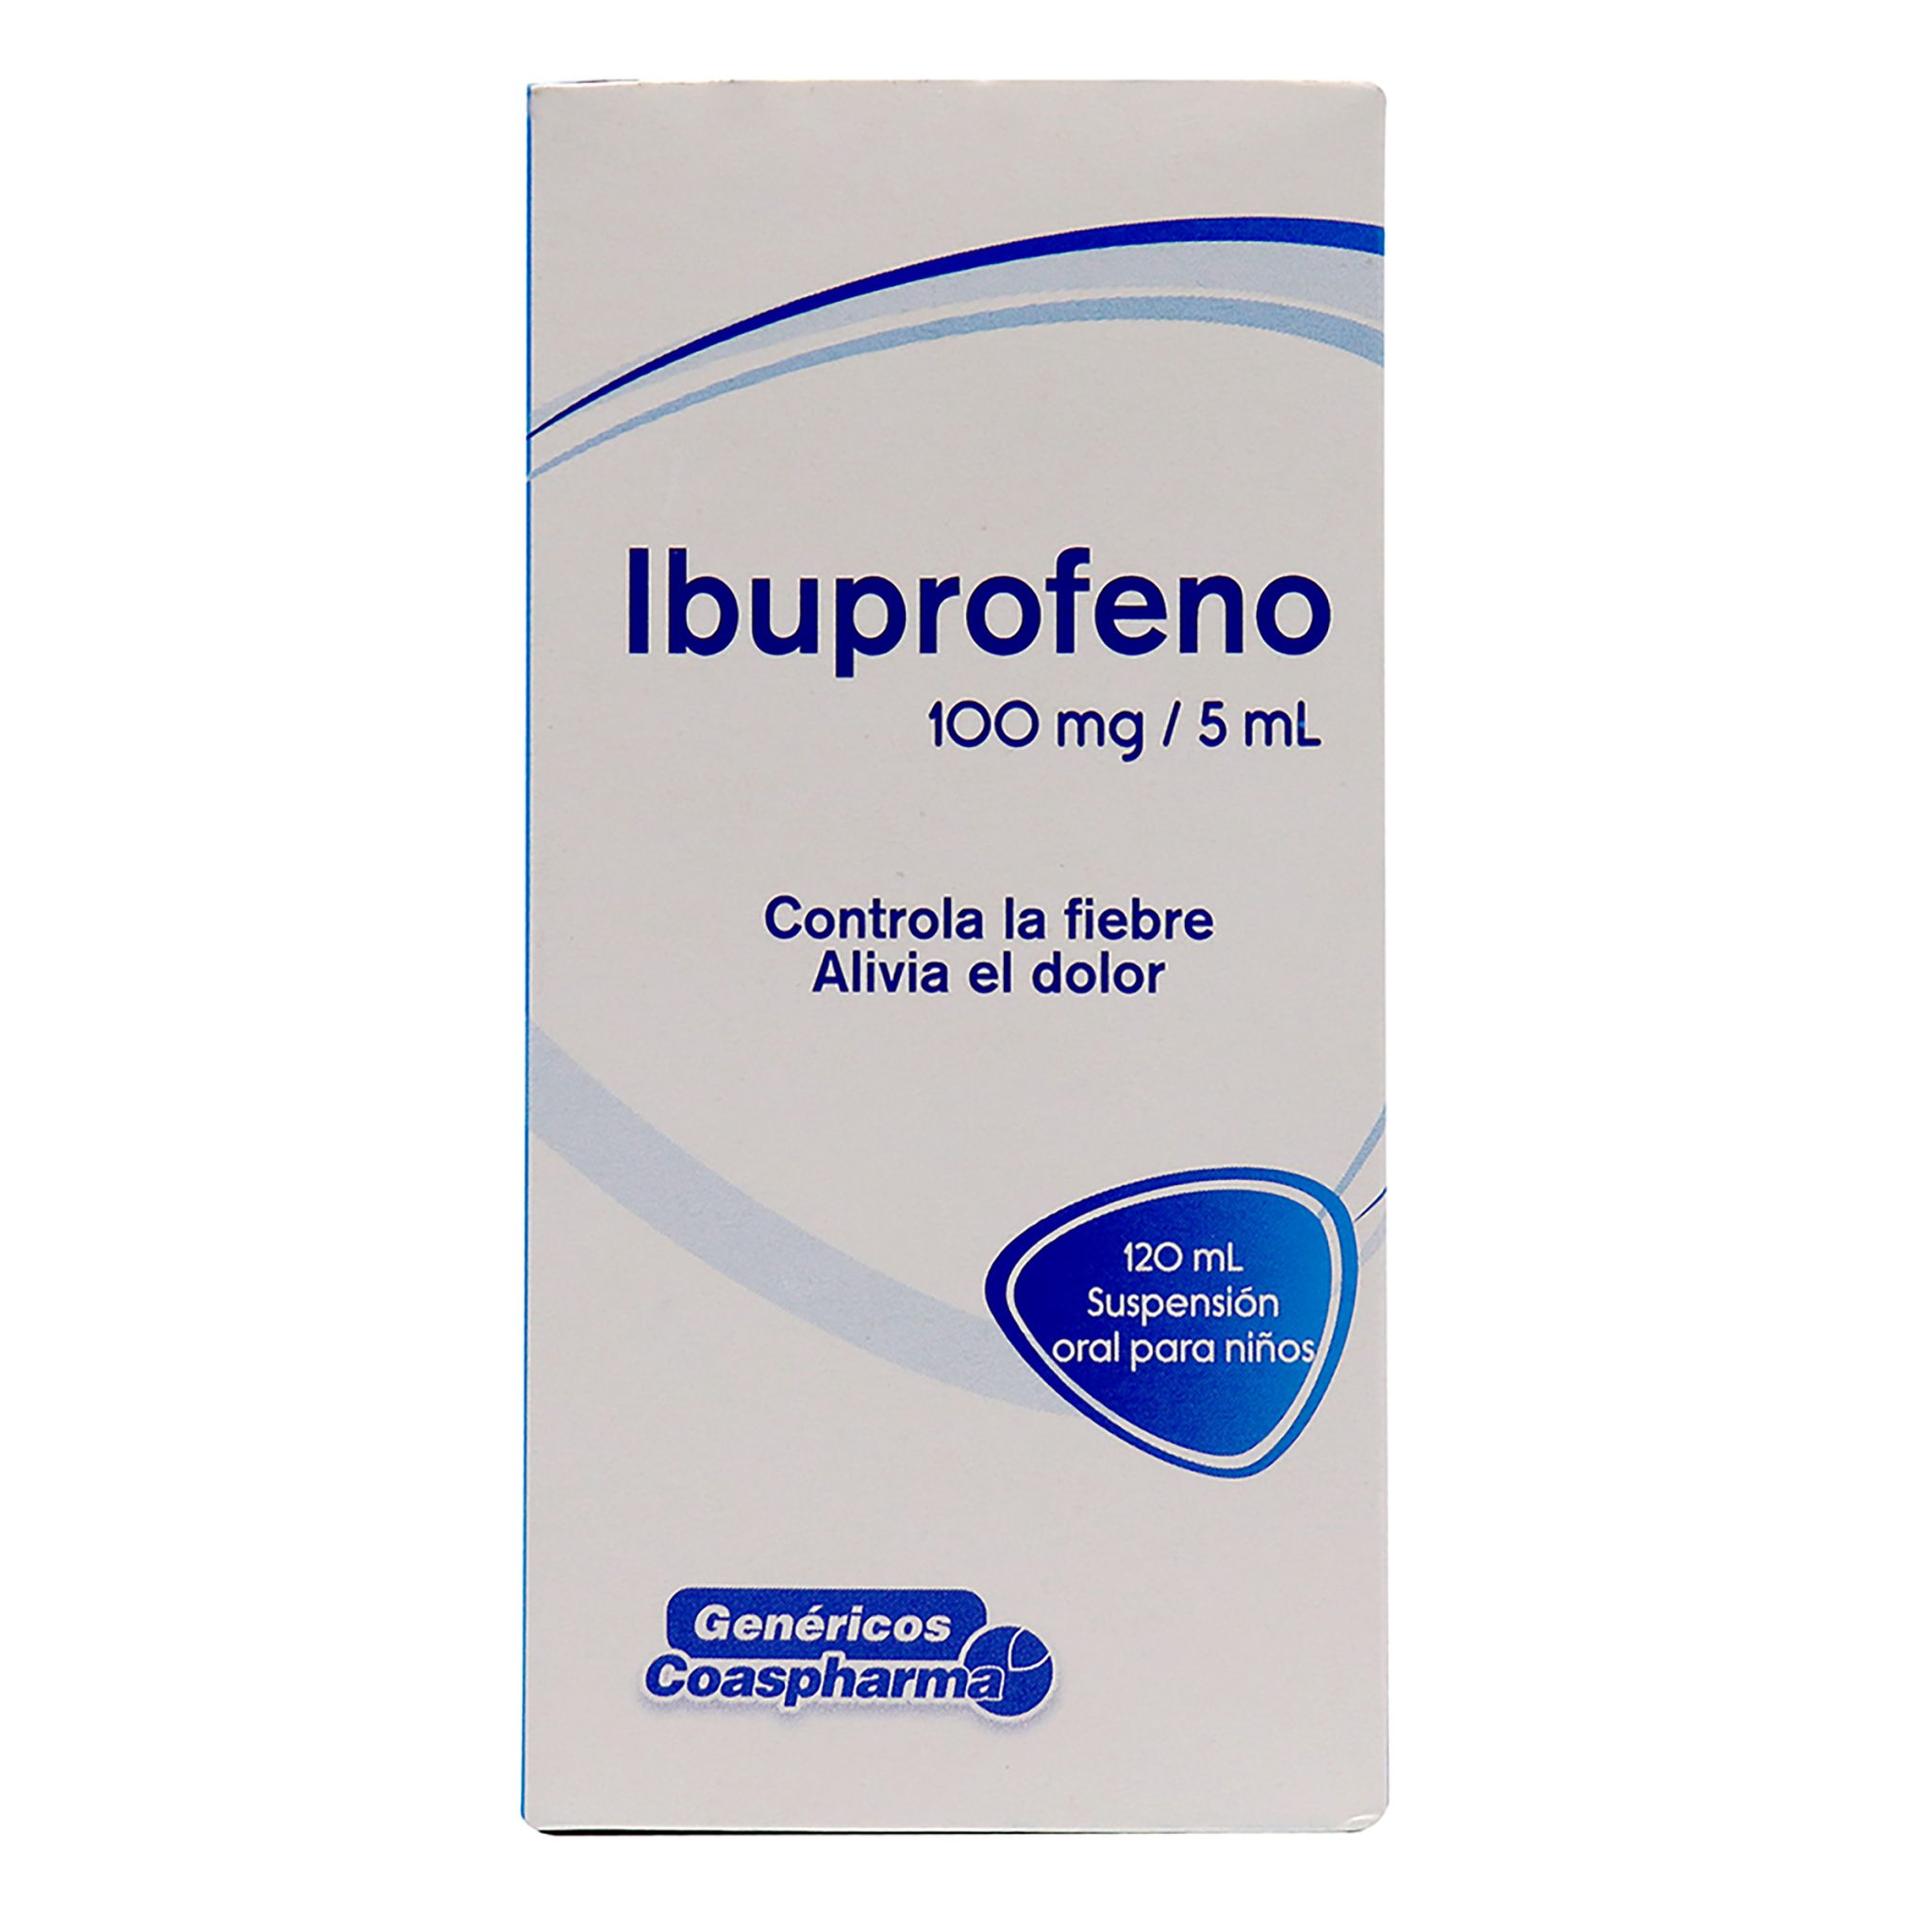 Ibuprofeno
100 mg / 5 mL
Controla la fiebre
Alivia el dolor
120 mL
Suspensión
oral para niños
Genéricos
Coaspharma